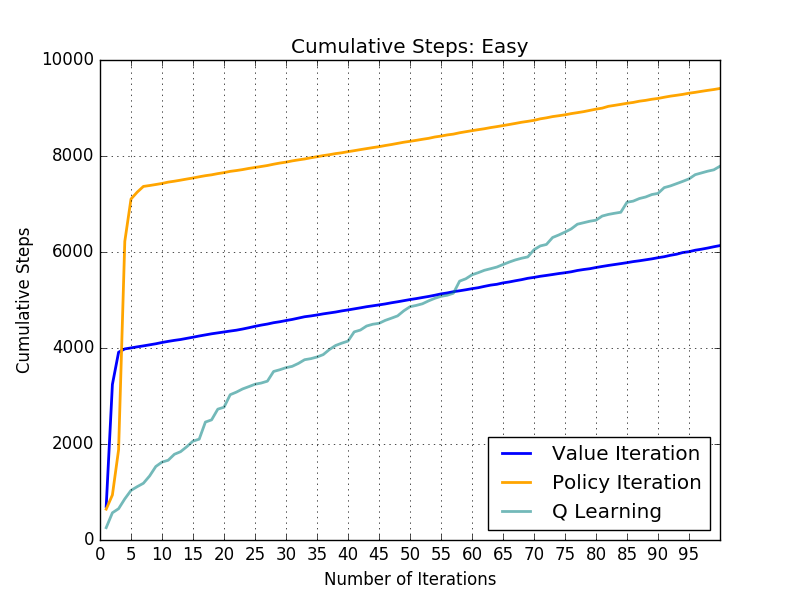 Cumulative Steps: Easy
10000
8000
6000
4000
2000
0
Cumulative Steps
Value Iteration
Policy Iteration
Q Learning
0 5 10 15 20 25 30 35 40 45 50 55 60 65 70 75 80 85 90 95
Number of Iterations